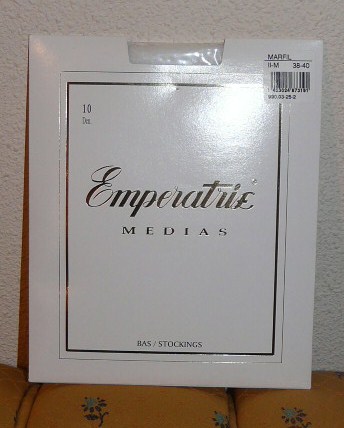 MARFIL
II-M 38-40
10
Den.
Emperatriz
MEDIAS
BAS / STOCKINGS